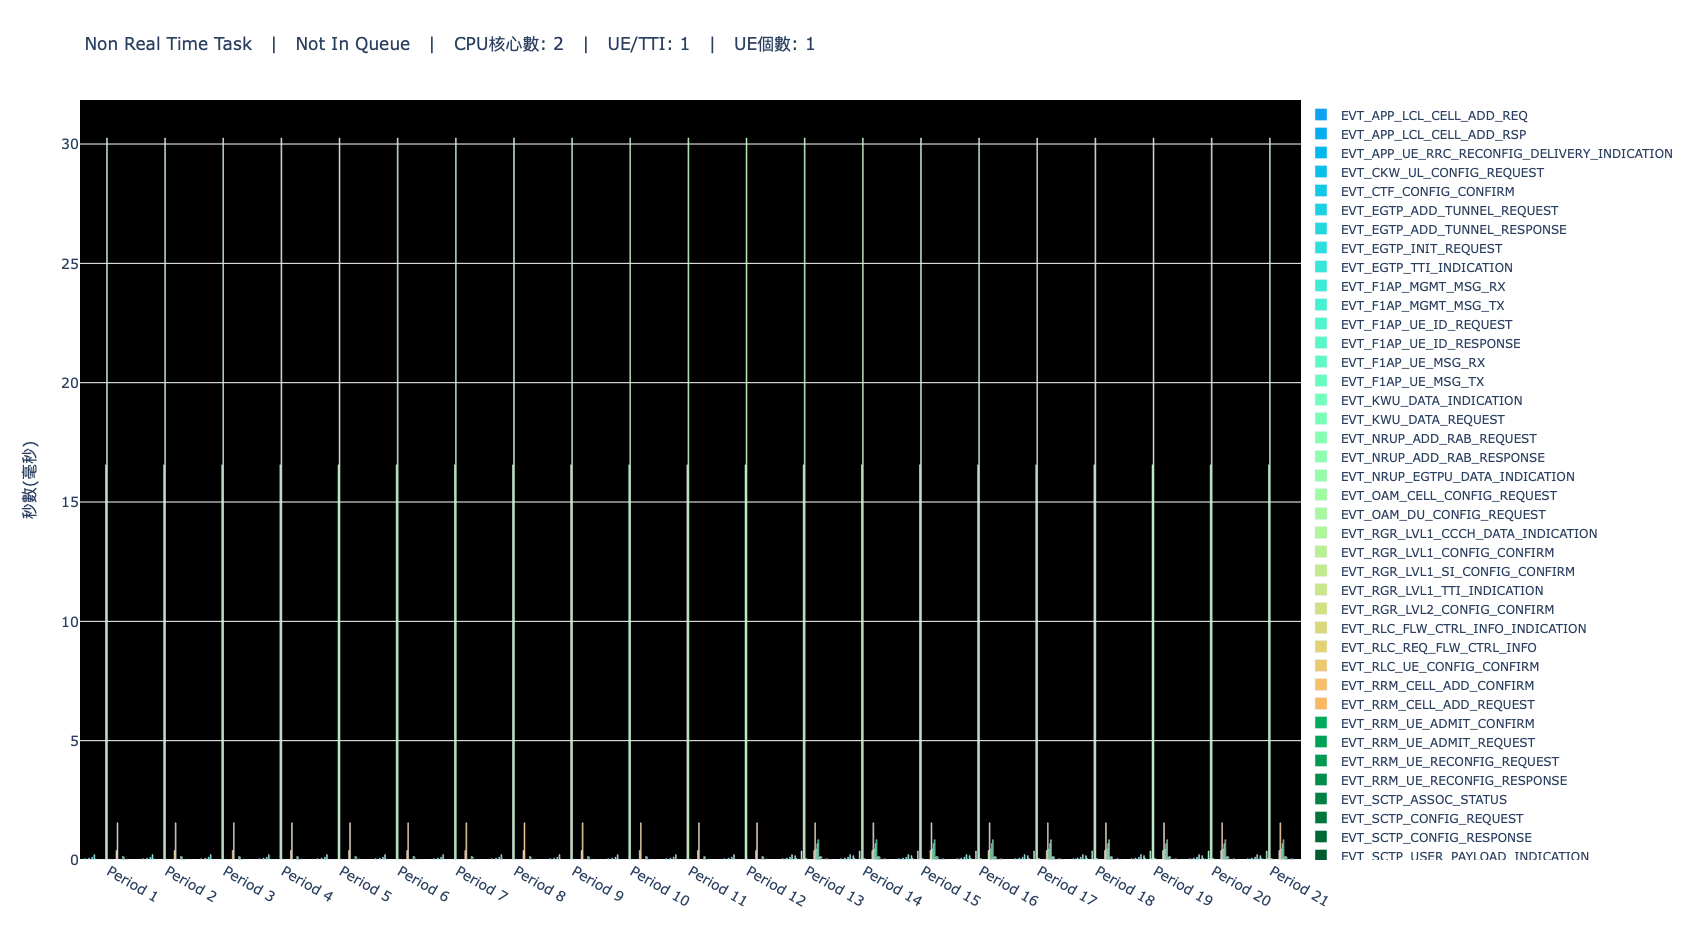 Non Real Time Task | Not In Queue | CPU核心數: 2 | UE/TTI: 1 | UE個數: 1
秒數(毫秒)
30
25
20
15
10
5
0
Period 1
Period 2
Period 3
Period 4
Period 5
Period 6
Period 7
Period 8
Period 9
Period 10
Period 11
Period 12
Period 13
Period 14
Period 15
Period 16
Period 17
Period 18
Period 19
Period 20
Period 21
EVT_APP_LCL_CELL_ADD_REQ
EVT_APP_LCL_CELL_ADD_RSP
EVT_APP_UE_RRC_RECONFIG_DELIVERY_INDICATION
EVT_CKW_UL_CONFIG_REQUEST
EVT_CTF_CONFIG_CONFIRM
EVT_EGTP_ADD_TUNNEL_REQUEST
EVT_EGTP_ADD_TUNNEL_RESPONSE
EVT_EGTP_INIT_REQUEST
EVT_EGTP_TTI_INDICATION
EVT_F1AP_MGMT_MSG_RX
EVT_F1AP_MGMT_MSG_TX
EVT_F1AP_UE_ID_REQUEST
EVT_F1AP_UE_ID_RESPONSE
EVT_F1AP_UE_MSG_RX
EVT_F1AP_UE_MSG_TX
EVT_KWU_DATA_INDICATION
EVT_KWU_DATA_REQUEST
EVT_NRUP_ADD_RAB_REQUEST
EVT_NRUP_ADD_RAB_RESPONSE
EVT_NRUP_EGTPU_DATA_INDICATION
EVT_OAM_CELL_CONFIG_REQUEST
EVT_OAM_DU_CONFIG_REQUEST
EVT_RGR_LVL1_CCCH_DATA_INDICATION
EVT_RGR_LVL1_CONFIG_CONFIRM
EVT_RGR_LVL1_SI_CONFIG_CONFIRM
EVT_RGR_LVL1_TTI_INDICATION
EVT_RGR_LVL2_CONFIG_CONFIRM
EVT_RLC_FLW_CTRL_INFO_INDICATION
EVT_RLC_REQ_FLW_CTRL_INFO
EVT_RLC_UE_CONFIG_CONFIRM
EVT_RRM_CELL_ADD_CONFIRM
EVT_RRM_CELL_ADD_REQUEST
EVT_RRM_UE_ADMIT_CONFIRM
EVT_RRM_UE_ADMIT_REQUEST
EVT_RRM_UE_RECONFIG_REQUEST
EVT_RRM_UE_RECONFIG_RESPONSE
EVT_SCTP_ASSOC_STATUS
EVT_SCTP_CONFIG_REQUEST
EVT_SCTP_CONFIG_RESPONSE
EVT_SCTP_USER_PAYLOAD_INDICATION